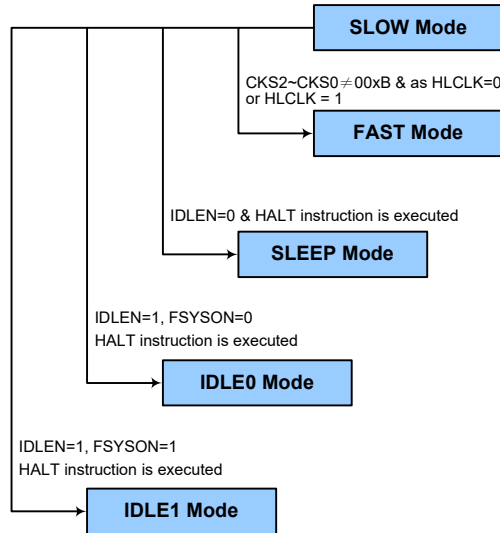 SLOW Mode
CKS2~CKS0≠00xB & as HLCLK=0
or HLCLK = 1
FAST Mode
IDLEN=0 & HALT instruction is executed
SLEEP Mode
IDLEN=1, FSYSON=0
HALT instruction is executed
IDLE0 Mode
IDLEN=1, FSYSON=1
HALT instruction is executed
IDLE1 Mode